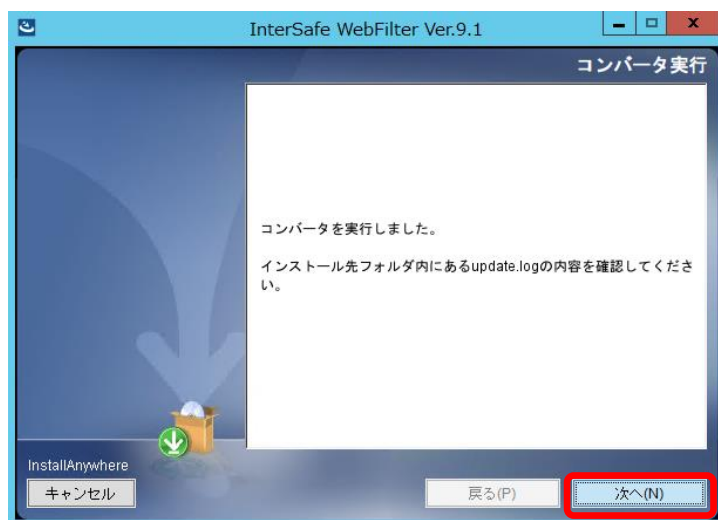 InterSafe WebFilter Ver.9.1
コンバータ実行
コンバータを実行しました。
インストール先フォルダ内にあるupdate.logの内容を確認してくださ
い。
InstallAnywhere
キャンセル
戻る(P)
次へ(N)